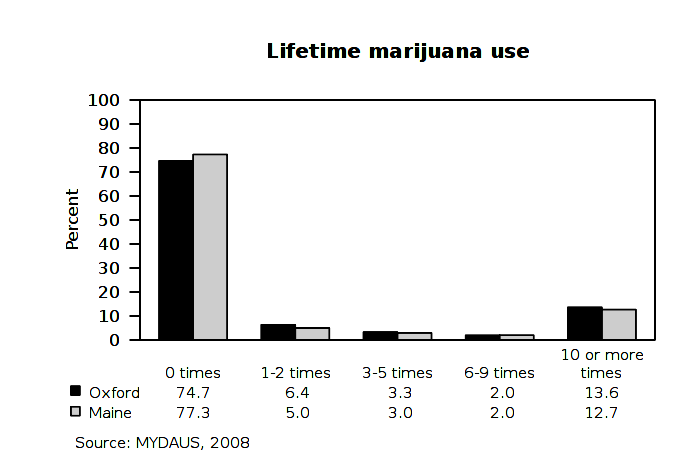 Lifetime marijuana use
100
90
80
70
60
50
40
30
20
10
0
Percent
0 times 1-2 times 3-5 times 6-9 times 10 or more times
Oxford 74.7 6.4 3.3 2.0 13.6
Maine 77.3 5.0 3.0 2.0 12.7
Source: MYDAUS, 2008